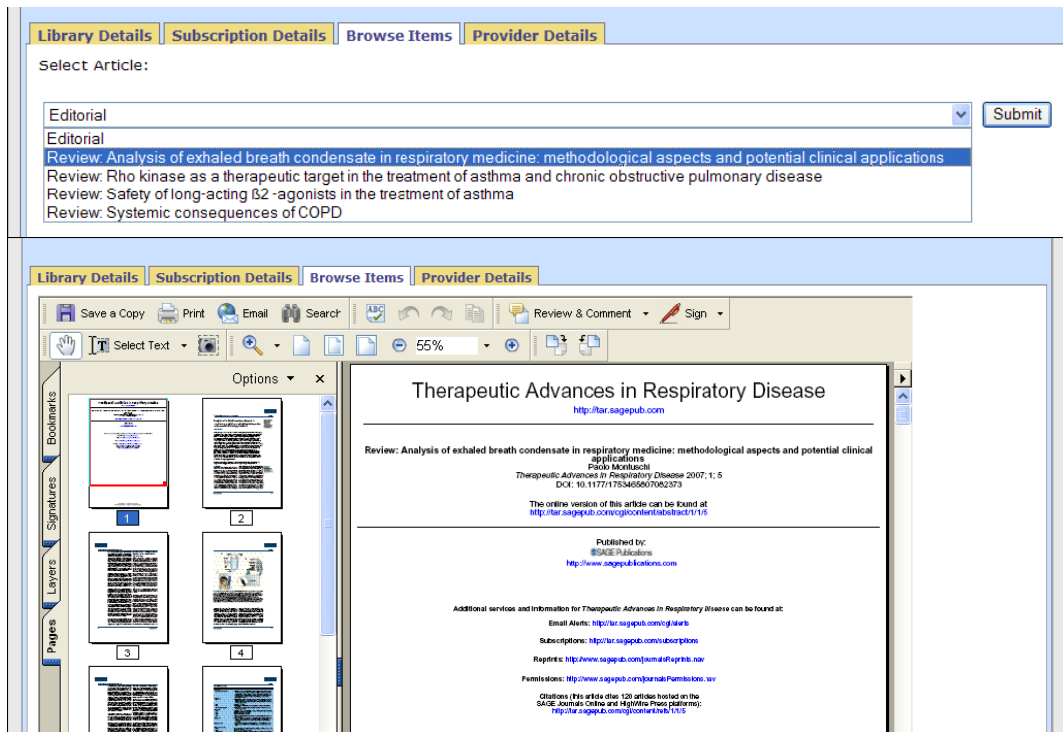 Library Details Subscription Details Browse Items Provider Details
Select Article:
Editorial
Submit
Editorial
Review: Analysis of exhaled breath condensate in respiratory medicine: methodological aspects and potential clinical applications
Review: Rho kinase as a therapeutic target in the treatment of asthma and chronic obstructive pulmonary disease
Review: Safety of long-acting ß2 -agonists in the treatment of asthma
Review: Systemic consequences of COPD
Library Details Subscription Details Browse Items Provider Details
Save a Copy Print Email Search Review & Comment Sign
Select Text 55%
Options
Bookmarks
Signatures
Layers
Pages
1
2
3
4
Therapeutic Advances in Respiratory Disease
http://tar.sagepub.com
Review: Analysis of exhaled breath condensate in respiratory medicine: methodological aspects and potential clinical
applications
Paolo Montuschi
Therapeutic Advances in Respiratory Disease 2007; 1; 5
DOI: 10.1177/1753465807082373
The online version of this article can be found at
http://tar.sagepub.com/cgi/content/abstract/1/1/5
Published by:
SAGE Publications
http://www.sagepublications.com
Additional services and information for Therapeutic Advances in Respiratory Disease can be found at:
Email Alerts: http://tar.sagepub.com/cgi/alerts
Subscriptions: http://tar.sagepub.com/subscriptions
Reprints: http://www.sagepub.com/journalsReprints.nav
Permissions: http://www.sagepub.com/journalsPermissions.nav
Citations (this article cites 120 articles hosted on the
SAGE Journals Online and HighWire Press platforms):
http://tar.sagepub.com/cgi/content/refs/1/1/5